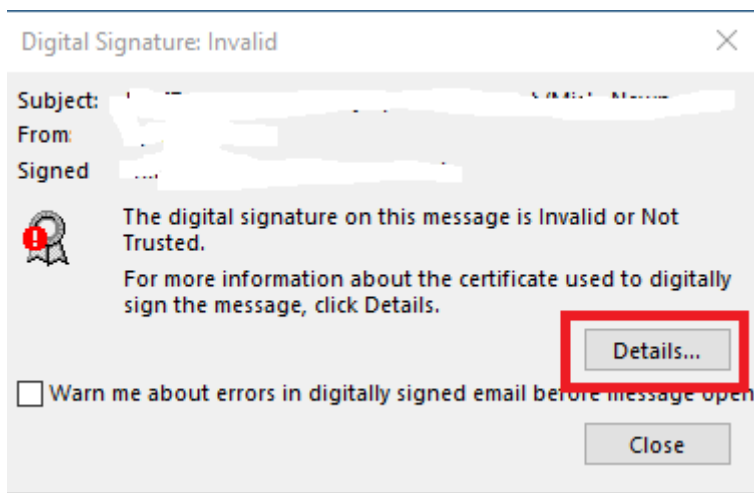 Digital Signature: Invalid
Subject:
From:
Signed
The digital signature on this message is Invalid or Not
Trusted.
For more information about the certificate used to digitally
sign the message, click Details.
Details...
Warn me about errors in digitally signed email before message open
Close